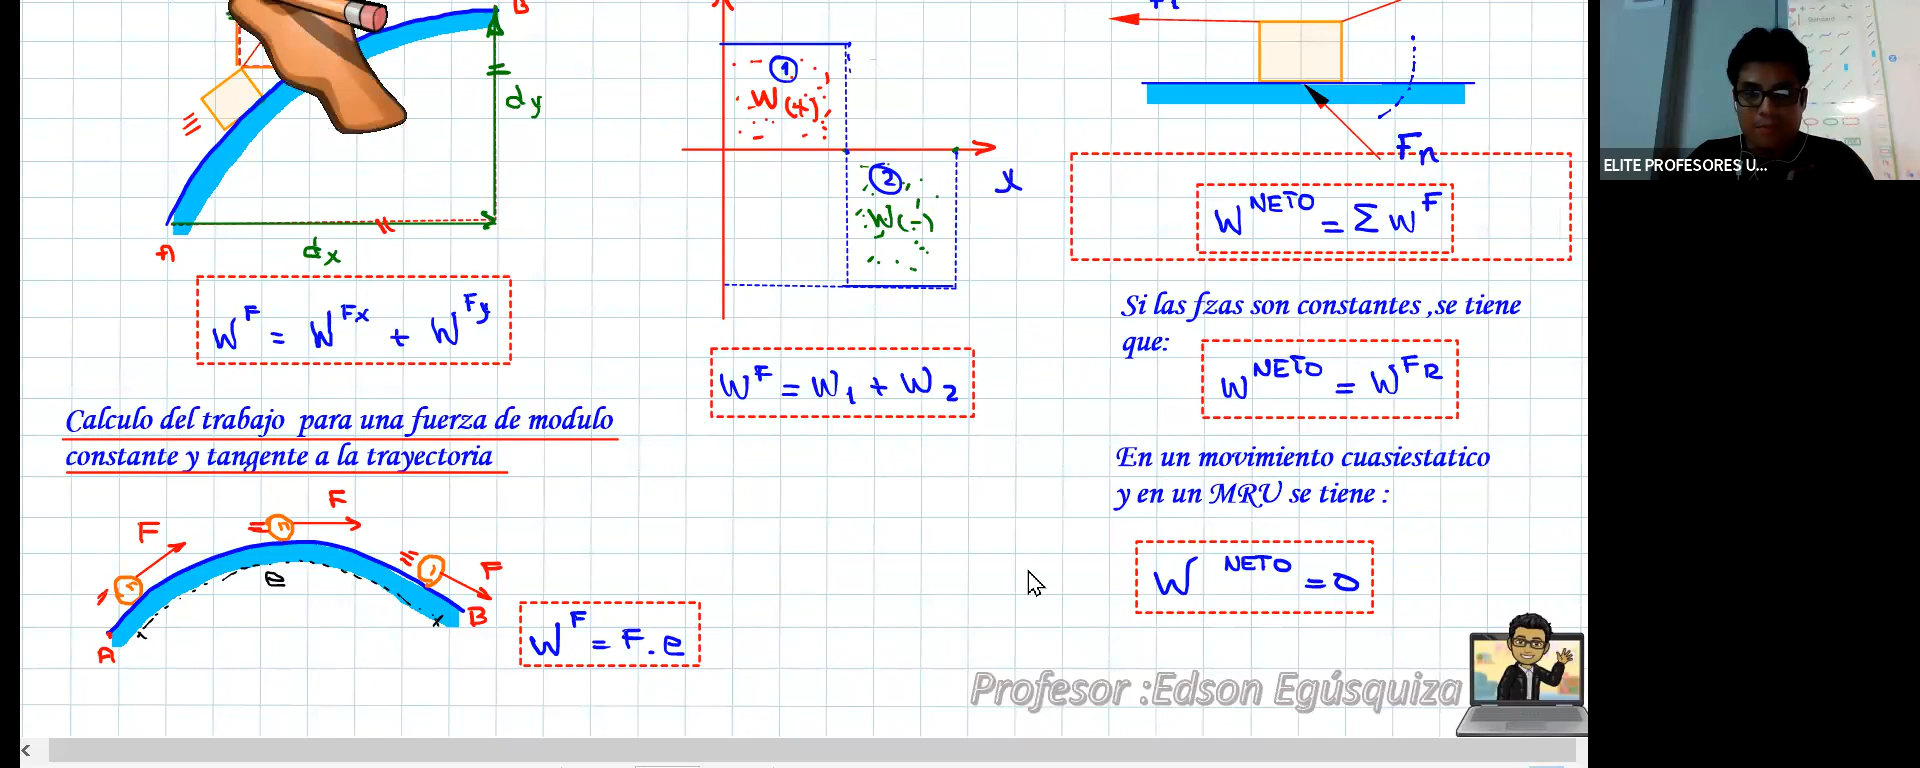 B
dy
A
dx
W^F = W^Fx + W^Fy
Calculo del trabajo para una fuerza de modulo
constante y tangente a la trayectoria
F
F
F
e
A
B
W^F = F.e
1
W(+)
x
2
W(-)
W^F = W1 + W2
Fn
W^NETO = Σ W^F
Si las fzas son constantes ,se tiene
que:
W^NETO = W^FR
En un movimiento cuasiestatico
y en un MRU se tiene :
W^NETO = 0
Profesor :Edson Egúsquiza
ELITE PROFESORES U...